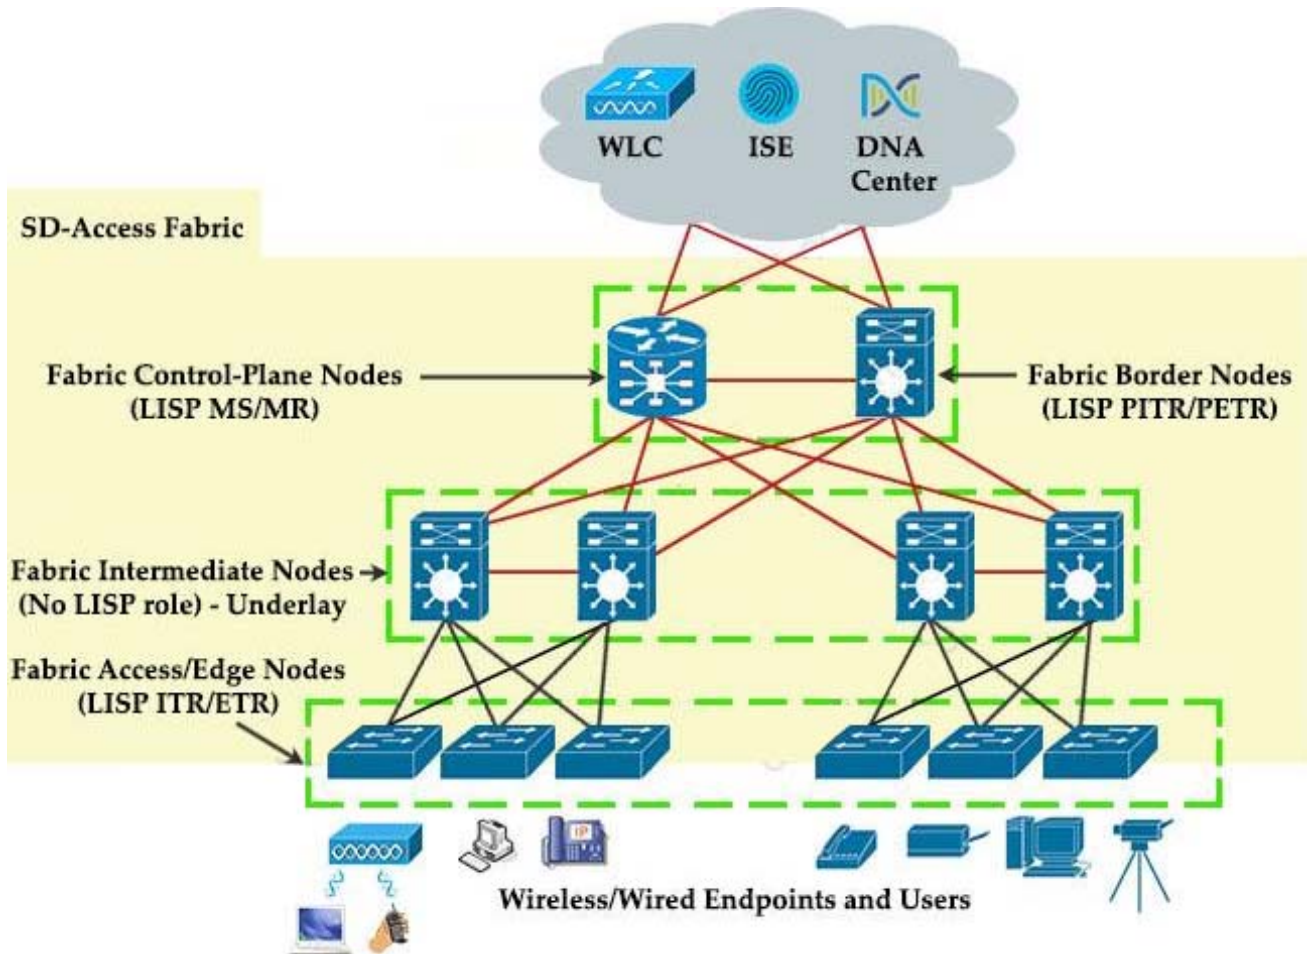 WLC
ISE
DNA
Center
SD-Access Fabric
Fabric Control-Plane Nodes
(LISP MS/MR)
Fabric Border Nodes
(LISP PITR/PETR)
Fabric Intermediate Nodes
(No LISP role) - Underlay
Fabric Access/Edge Nodes
(LISP ITR/ETR)
IP
Wireless/Wired Endpoints and Users